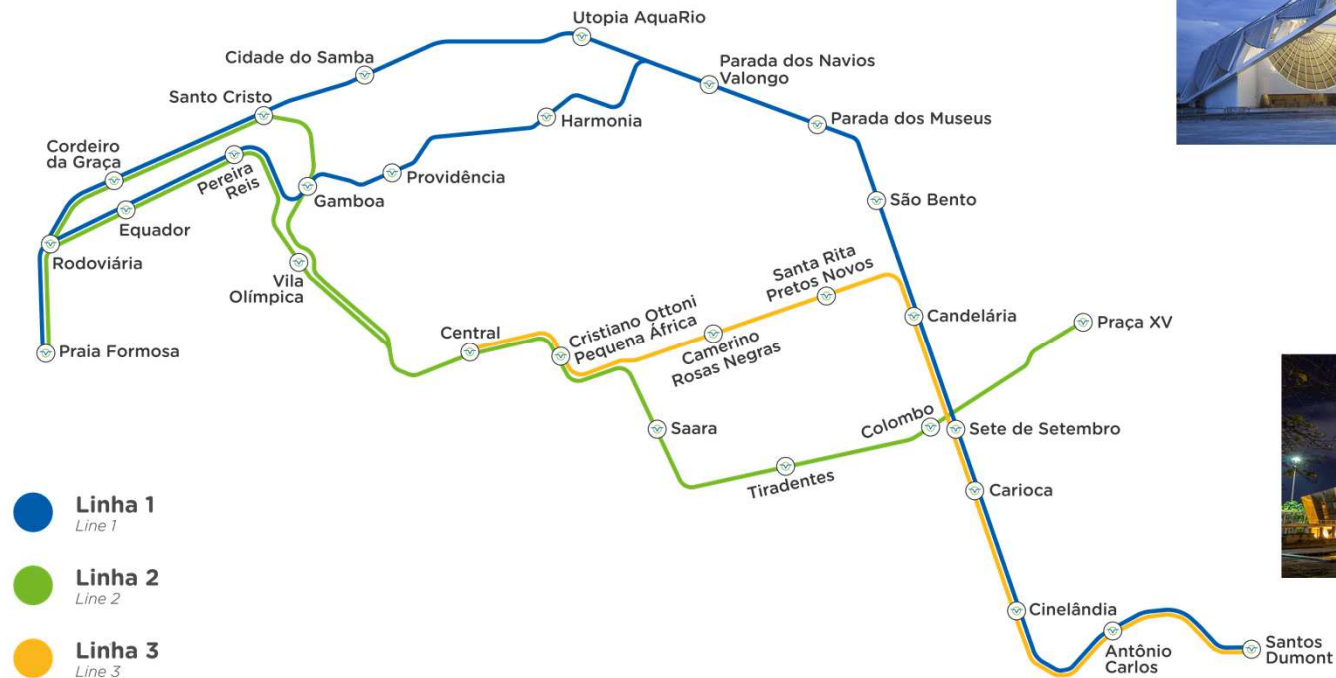 Utopia AquaRio
Cidade do Samba
Parada dos Navios
Valongo
Santo Cristo
Harmonia
Parada dos Museus
Cordeiro
da Graça
Pereira
Reis
Providência
Gamboa
São Bento
Equador
Rodoviária
Vila
Olímpica
Santa Rita
Pretos Novos
Central
Cristiano Ottoni
Pequena África
Camerino
Rosas Negras
Candelária
Praça XV
Praia Formosa
Saara
Colombo
Sete de Setembro
Tiradentes
Carioca
Linha 1
Line 1
Linha 2
Line 2
Linha 3
Line 3
Cinelândia
Antônio
Carlos
Santos
Dumont